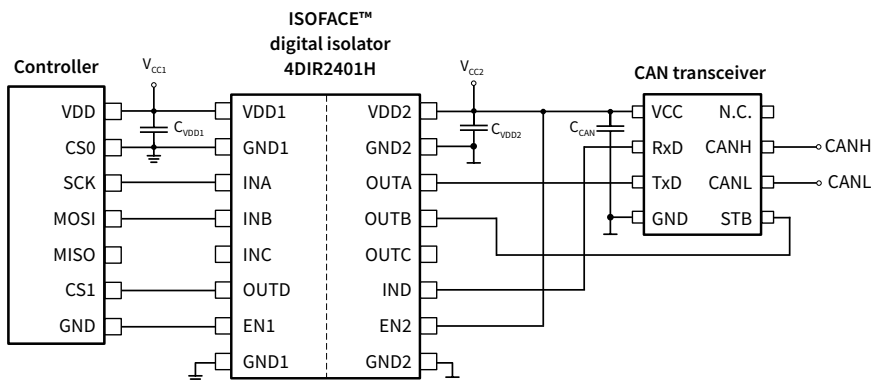 ISOFACE™
digital isolator
4DIR2401H
Controller
CAN transceiver
V_CC1
V_CC2
VDD
VDD1
VDD2
VCC
N.C.
C_VDD1
C_VDD2
C_CAN
CS0
GND1
GND2
RxD
CANH
CANH
SCK
INA
OUTA
TxD
CANL
CANL
MOSI
INB
OUTB
GND
STB
MISO
INC
OUTC
CS1
OUTD
IND
GND
EN1
EN2
GND1
GND2